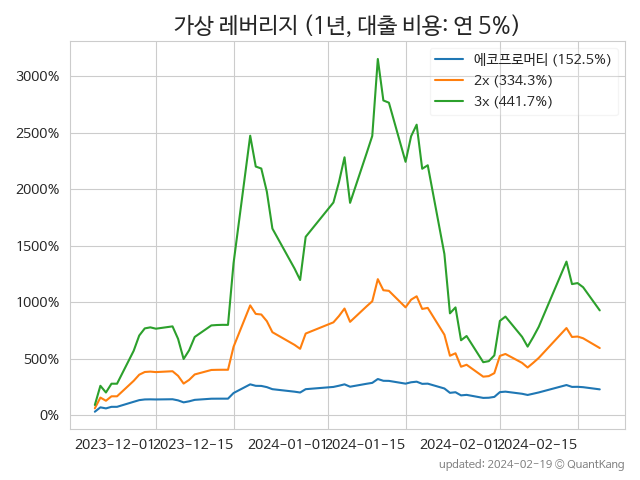 가상 레버리지 (1년, 대출 비용: 연 5%)
에코프로머티 (152.5%)
2x (334.3%)
3x (441.7%)
3000%
2500%
2000%
1500%
1000%
500%
0%
2023-12-01 2023-12-15 2024-01-01 2024-01-15 2024-02-01 2024-02-15
updated: 2024-02-19 © QuantKang